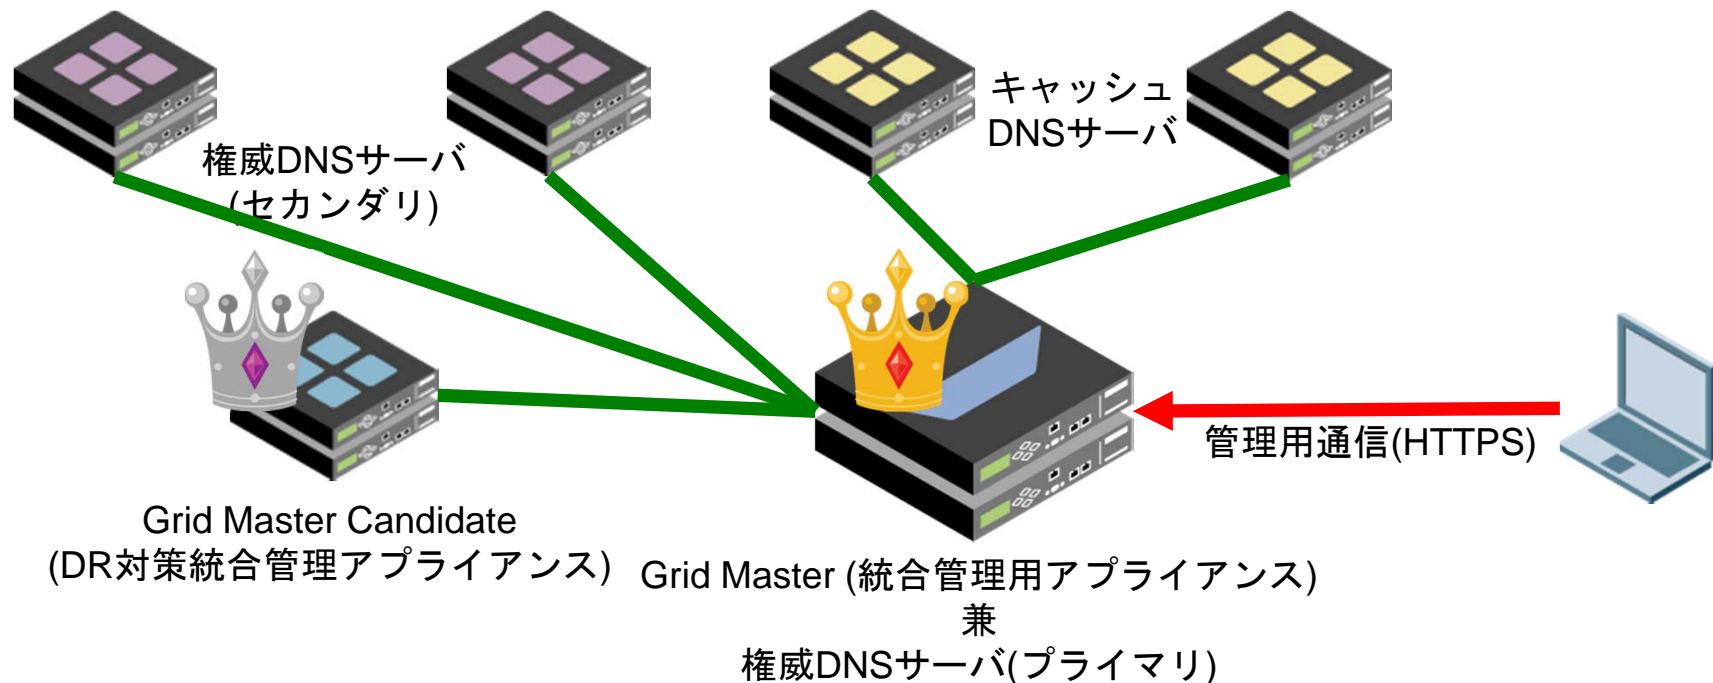 権威DNSサーバ
(セカンダリ)
キャッシュ
DNSサーバ
管理用通信(HTTPS)
Grid Master Candidate
(DR対策統合管理アプライアンス)
Grid Master (統合管理用アプライアンス)
兼
権威DNSサーバ(プライマリ)